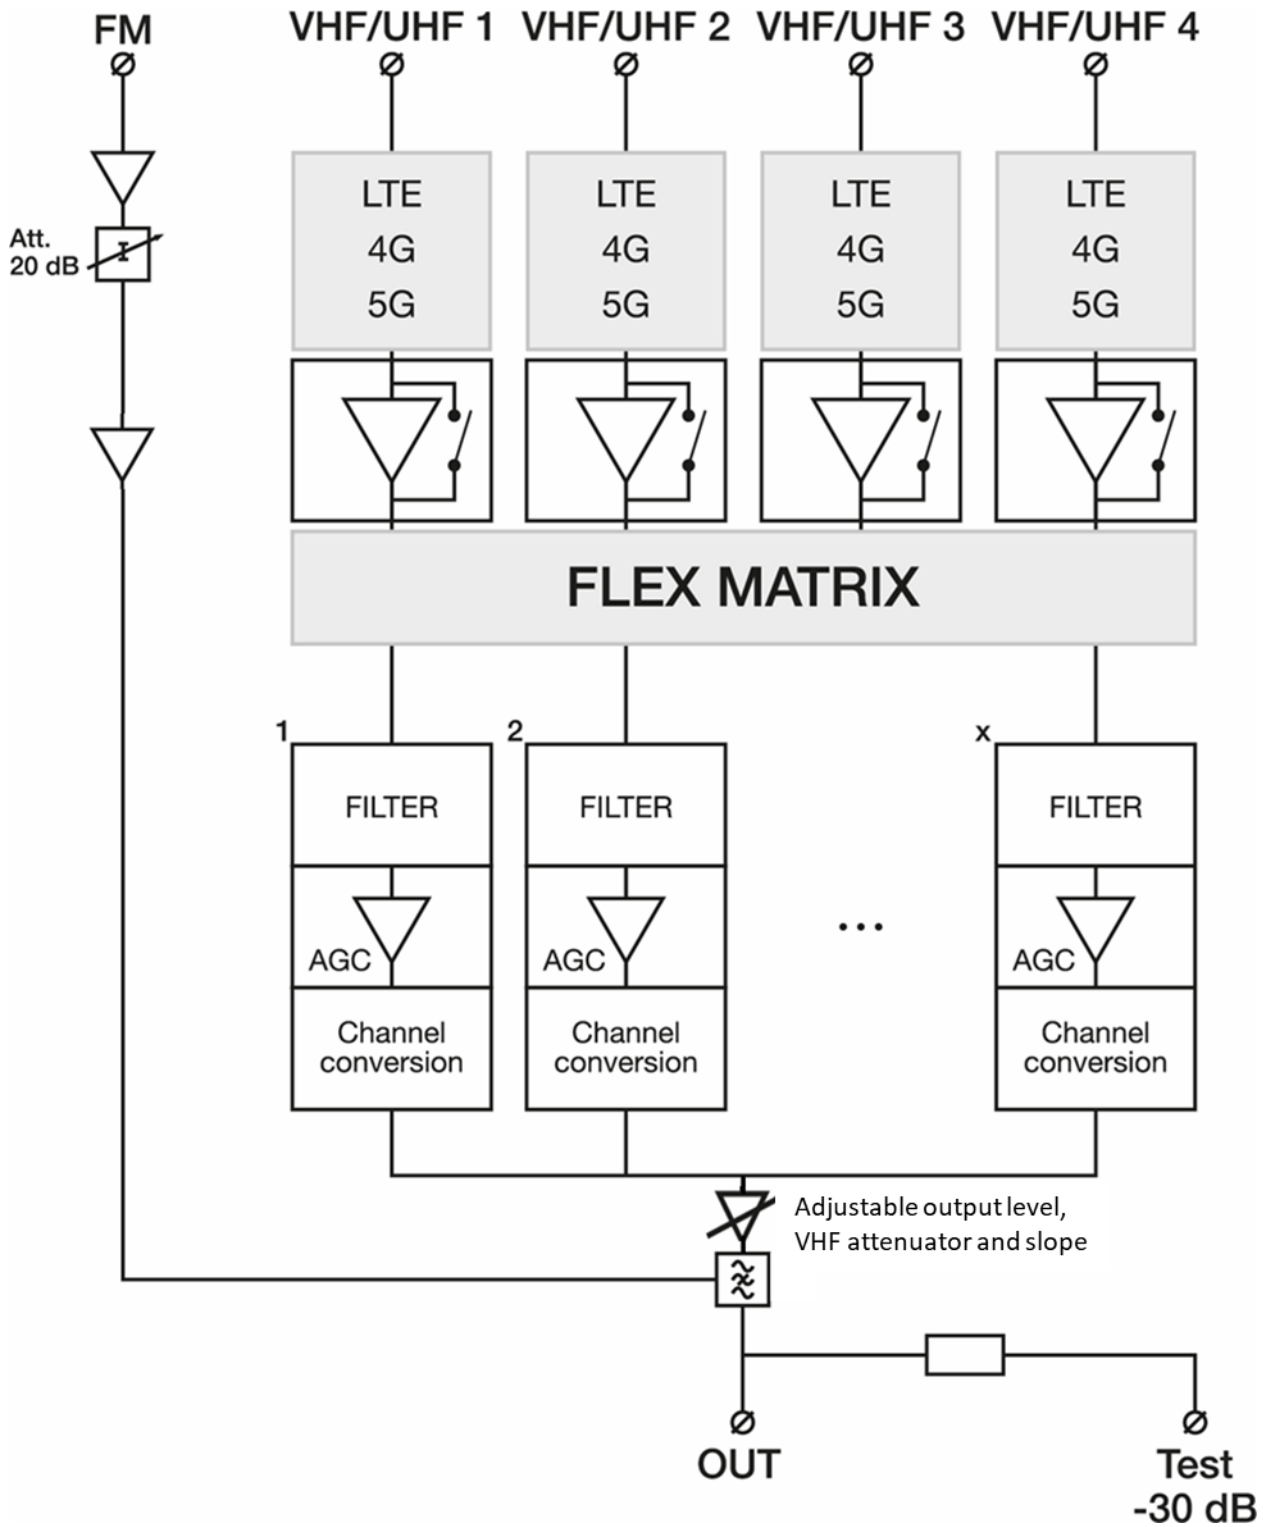 FM
VHF/UHF 1
VHF/UHF 2
VHF/UHF 3
VHF/UHF 4
Att.
20 dB
LTE
4G
5G
LTE
4G
5G
LTE
4G
5G
LTE
4G
5G
FLEX MATRIX
1
FILTER
AGC
Channel
conversion
2
FILTER
AGC
Channel
conversion
...
x
FILTER
AGC
Channel
conversion
Adjustable output level,
VHF attenuator and slope
OUT
Test
-30 dB